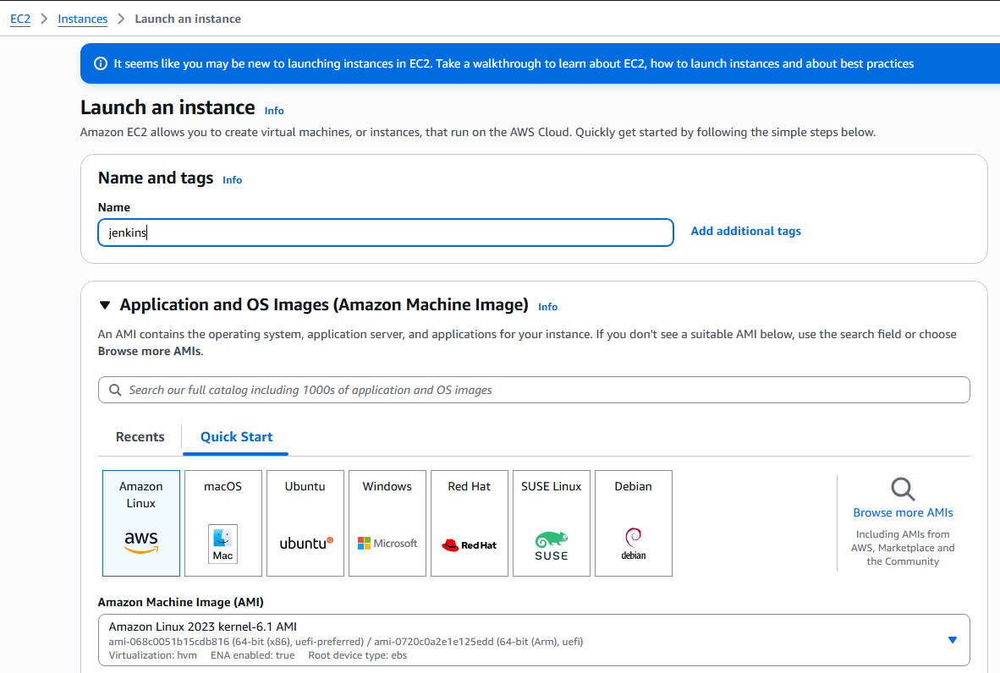 EC2 > Instances > Launch an instance
It seems like you may be new to launching instances in EC2. Take a walkthrough to learn about EC2, how to launch instances and about best practices
Launch an instance Info
Amazon EC2 allows you to create virtual machines, or instances, that run on the AWS Cloud. Quickly get started by following the simple steps below.
Name and tags Info
Name
jenkins
Add additional tags
Application and OS Images (Amazon Machine Image) Info
An AMI contains the operating system, application server, and applications for your instance. If you don't see a suitable AMI below, use the search field or choose
Browse more AMIs.
Search our full catalog including 1000s of application and OS images
Recents
Quick Start
Amazon
Linux
aws
macOS
Mac
Ubuntu
ubuntu
Windows
Microsoft
Red Hat
Red Hat
SUSE Linux
SUSE
Debian
debian
Browse more AMIs
Including AMIs from
AWS, Marketplace and
the Community
Amazon Machine Image (AMI)
Amazon Linux 2023 kernel-6.1 AMI
ami-068c0051b15cdb816 (64-bit (x86), uefi-preferred) / ami-0720c0a2e1e125edd (64-bit (Arm), uefi)
Virtualization: hvm ENA enabled: true Root device type: ebs